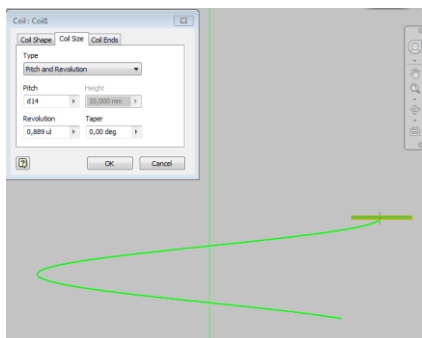 Coil : Coil1
Coil Shape Coil Size Coil Ends
Type
Pitch and Revolution
Pitch Height
d14 10,000 mm
Revolution Taper
0,889 ul 0,00 deg
OK Cancel